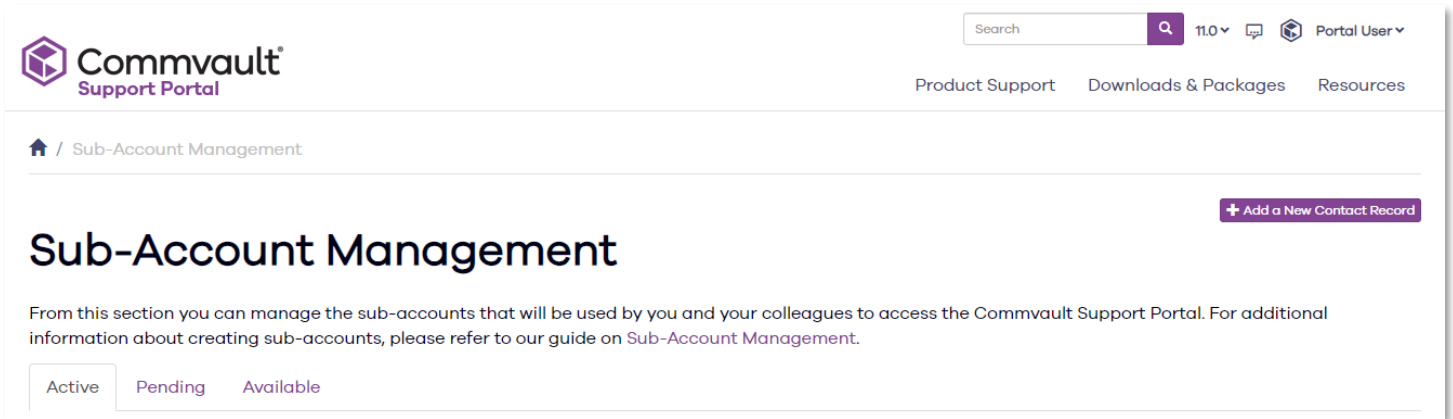 Search
11.0
Portal User
Commvault®
Support Portal
Product Support Downloads & Packages Resources
/ Sub-Account Management
+ Add a New Contact Record
Sub-Account Management
From this section you can manage the sub-accounts that will be used by you and your colleagues to access the Commvault Support Portal. For additional
information about creating sub-accounts, please refer to our guide on Sub-Account Management.
Active Pending Available